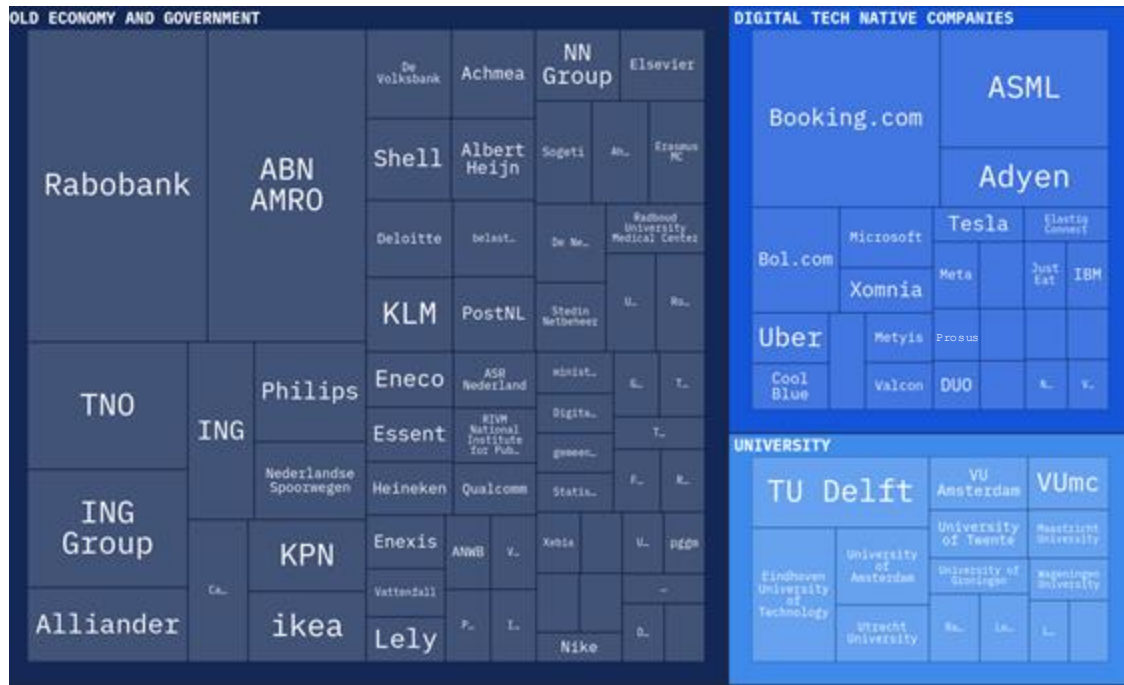 OLD ECONOMY AND GOVERNMENT
Rabobank
ABN
AMRO
De
Volksbank
Achmea
NN
Group
Elsevier
Shell
Albert
Heijn
Sogeti
Ah…
Erasmus
MC
Deloitte
belast…
De Ne…
Radboud
University
Medical Center
KLM
PostNL
Stedin
Netbeheer
U…
Ro…
TNO
ING
Philips
Eneco
ASR
Nederland
minist…
T…
Digita…
Essent
RIVM
National
Institute
for Pub…
T…
gemeen…
Nederlandse
Spoorwegen
Heineken
Qualcomm
Statis…
F…
R…
ING
Group
KPN
Enexis
ANWB
V…
Xebia
U…
pggm
Ca…
Vattenfall
…
Alliander
ikea
Lely
P…
I…
Nike
D…
DIGITAL TECH NATIVE COMPANIES
Booking.com
ASML
Adyen
Bol.com
Microsoft
Tesla
Elastiq
Connect
Xomnia
Meta
Just
Eat
IBM
Uber
Metyis
Prosus
Cool
Blue
Valcon
DUO
V…
UNIVERSITY
TU Delft
VU
Amsterdam
VUmc
University
of Twente
Maastricht
University
Eindhoven
University
of
Technology
University
of
Amsterdam
University of
Groningen
Wageningen
University
Utrecht
University
Ra…
Le…
L…